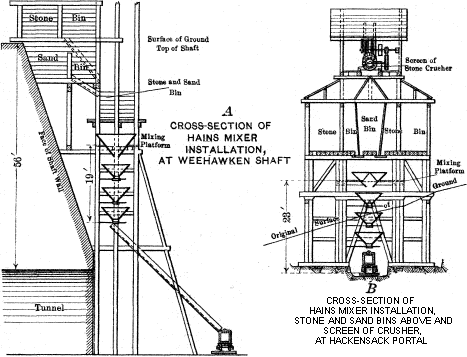 Stone Bin
Surface of Ground
Top of Shaft
Sand
Bin
Stone and Sand
Bin
A
CROSS-SECTION OF
HAINS MIXER
INSTALLATION,
AT WEEHAWKEN SHAFT
Mixing
Platform
Face of Shaft Wall
56'
19'
Tunnel
Screen of
Stone Crucher
Sand
Bin
Stone Bin Stone Bin
Mixing
Platform
Original Surface of Ground
28'
B
CROSS-SECTION OF
HAINS MIXER INSTALLATION,
STONE AND SAND BINS ABOVE AND
SCREEN OF CRUSHER,
AT HACKENSACK PORTAL